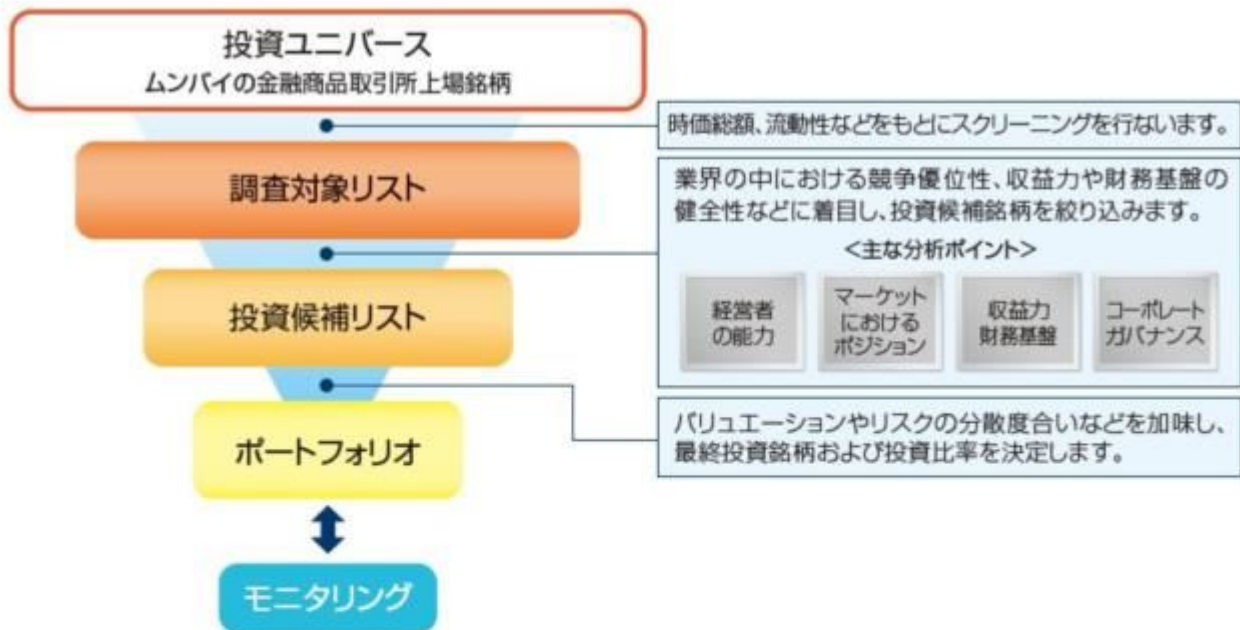 投資ユニバース
ムンバイの金融商品取引所上場銘柄
時価総額、流動性などをもとにスクリーニングを行ないます。
調査対象リスト
業界の中における競争優位性、収益力や財務基盤の
健全性などに着目し、投資候補銘柄を絞り込みます。
<主な分析ポイント>
経営者
の能力
マーケット
における
ポジション
収益力
財務基盤
コーポレート
ガバナンス
投資候補リスト
バリュエーションやリスクの分散度合いなどを加味し、
最終投資銘柄および投資比率を決定します。
ポートフォリオ
モニタリング